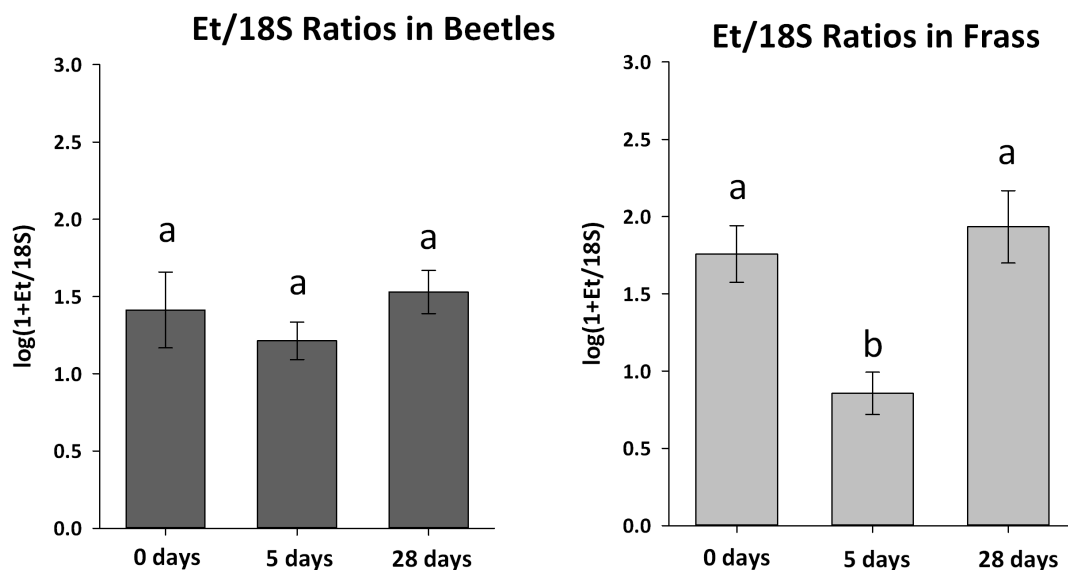 Et/18S Ratios in Beetles
log(1+Et/18S)
3.0
2.5
2.0
1.5
1.0
0.5
0.0
a
a
a
0 days
5 days
28 days
Et/18S Ratios in Frass
log(1+Et/18S)
3.0
2.5
2.0
1.5
1.0
0.5
0.0
a
b
a
0 days
5 days
28 days